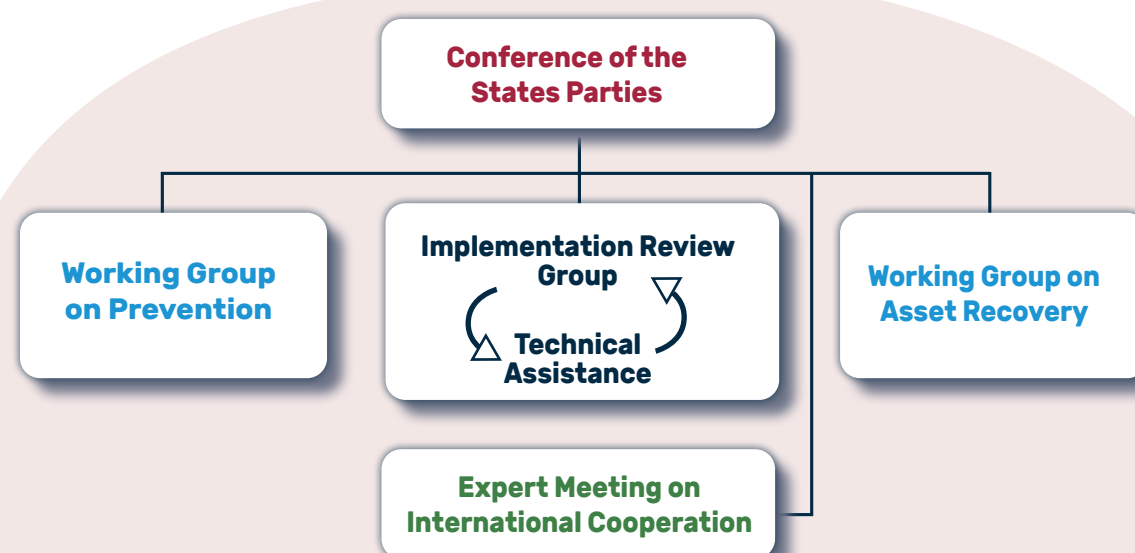 Conference of the
States Parties
Working Group
on Prevention
Implementation Review
Group
Technical
Assistance
Working Group on
Asset Recovery
Expert Meeting on
International Cooperation